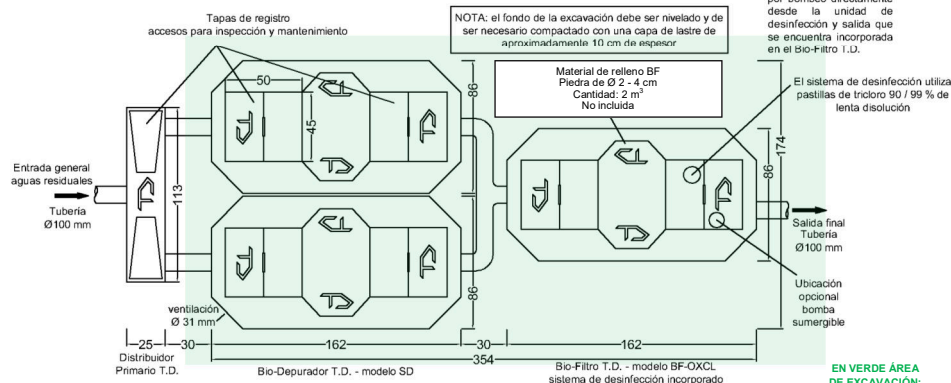 por bombeo directamente
desde la unidad de
desinfección y salida que
se encuentra incorporada
en el Bio-Filtro T.D.
Tapas de registro
accesos para inspección y mantenimiento
NOTA: el fondo de la excavación debe ser nivelado y de
ser necesario compactado con una capa de lastre de
aproximadamente 10 cm de espesor
Material de relleno BF
Piedra de Ø 2 - 4 cm
Cantidad: 2 m³
No incluida
El sistema de desinfección utiliza
pastillas de tricloro 90 / 99 % de
lenta disolución
50
45
86
86
174
86
113
Entrada general
aguas residuales
Tubería
Ø100 mm
Salida final
Tubería
Ø100 mm
Ubicación
opcional
bomba
sumergible
ventilación
Ø 31 mm
25
30
162
30
162
354
Distribuidor
Primario T.D.
Bio-Depurador T.D. - modelo SD
Bio-Filtro T.D. - modelo BF-OXCL
sistema de desinfección incorporado
EN VERDE ÁREA
DE EXCAVACIÓN: